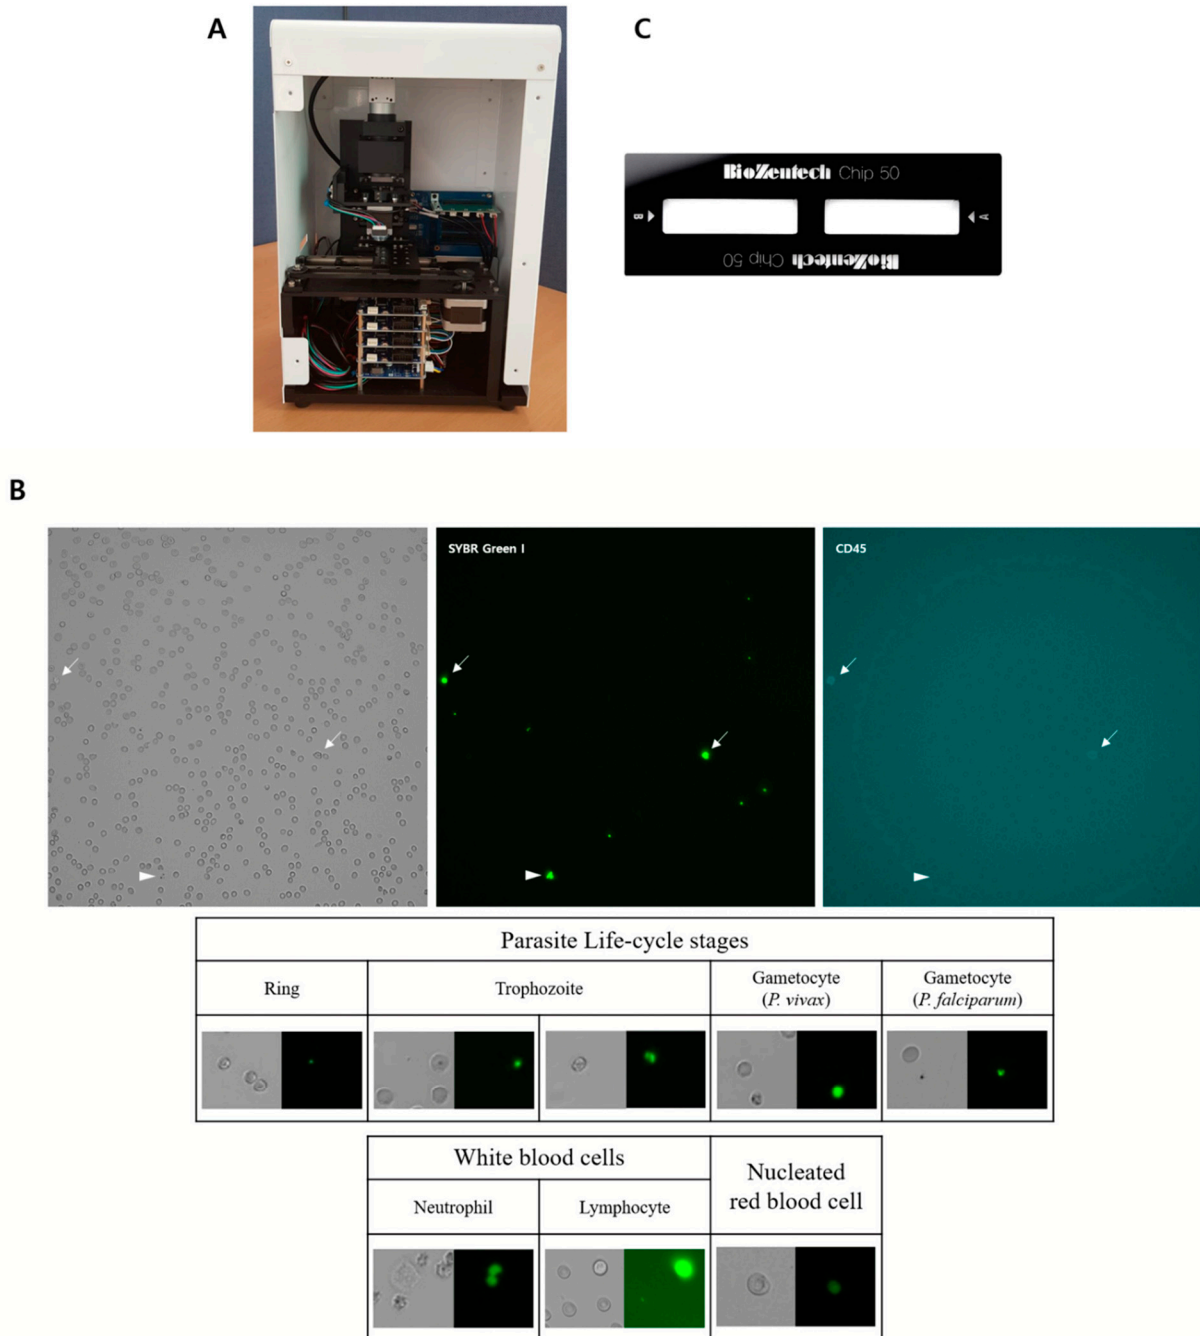 A
C
BioZentech Chip 50
B
A
BioZentech Chip 50
B
SYBR Green I
CD45
Parasite Life-cycle stages
Ring
Trophozoite
Gametocyte
(P. vivax)
Gametocyte
(P. falciparum)
White blood cells
Nucleated
red blood cell
Neutrophil
Lymphocyte